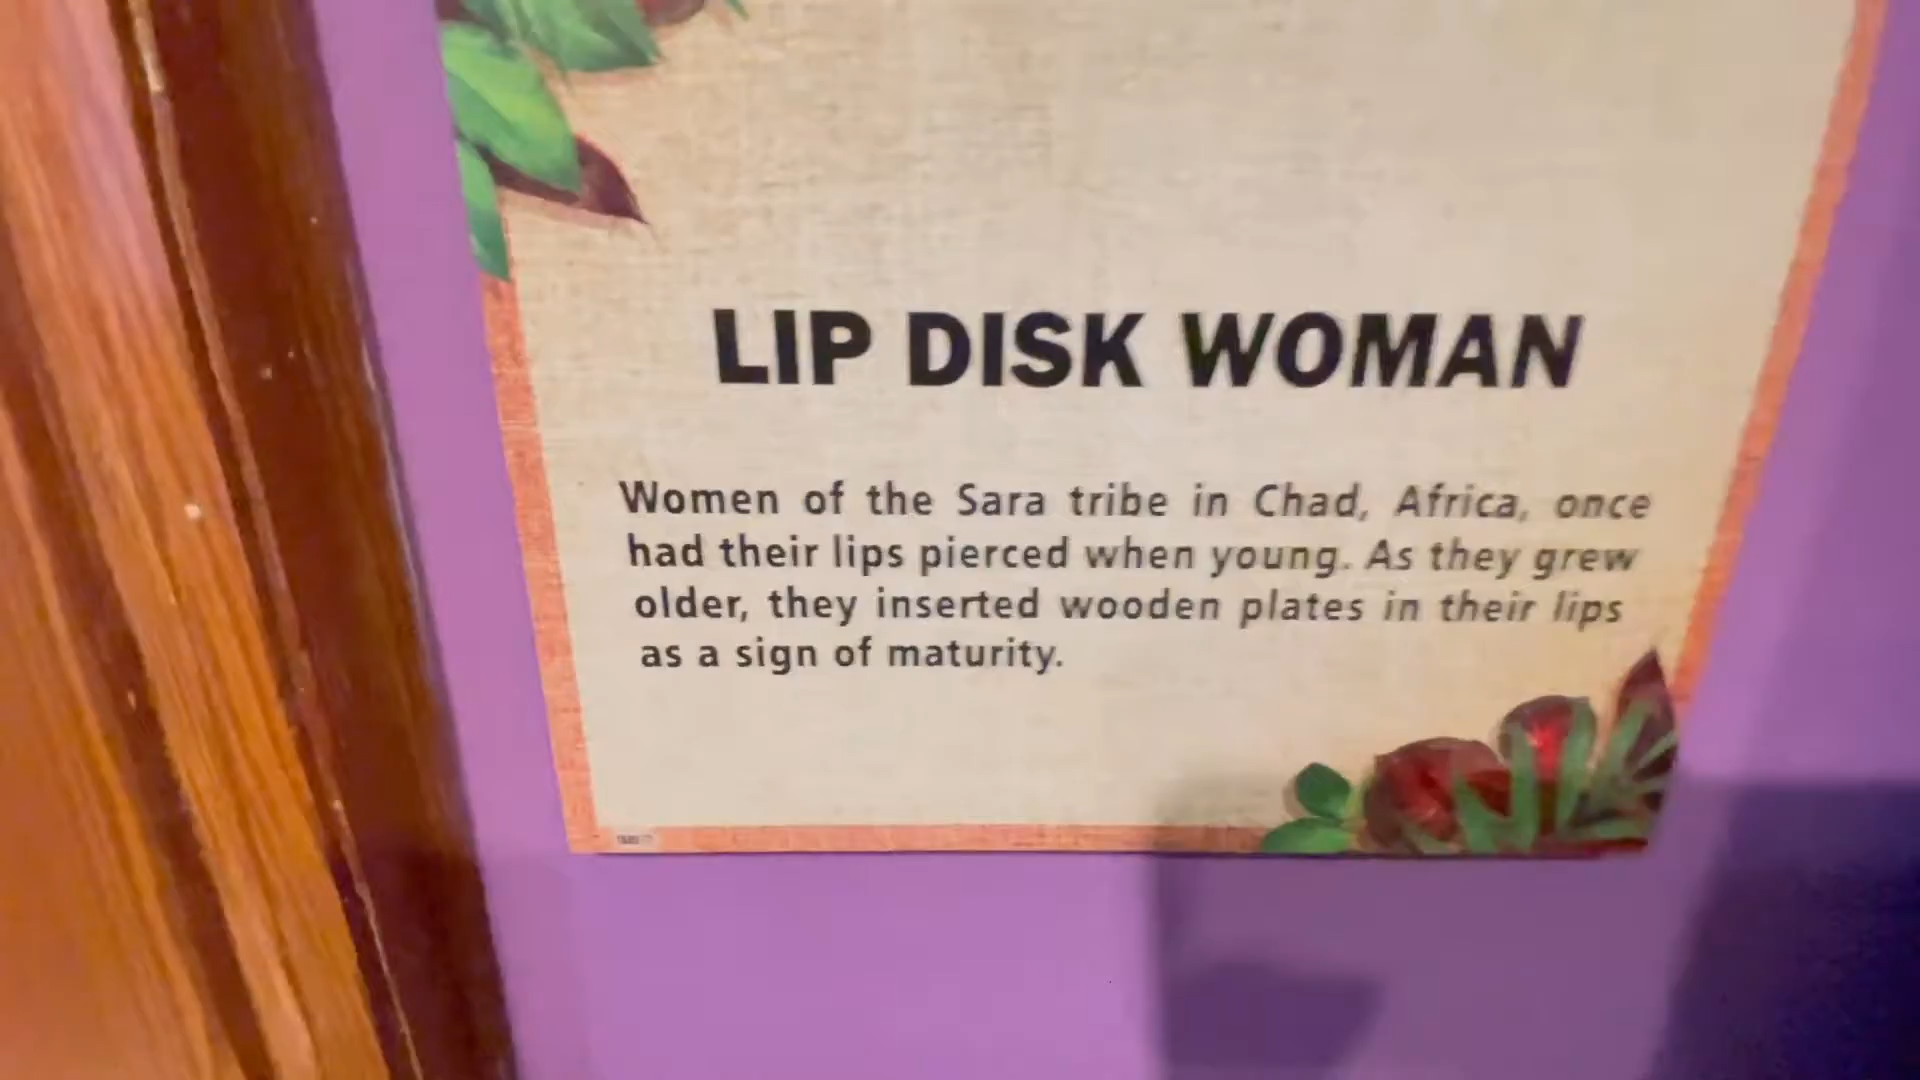 LIP DISK WOMAN
Women of the Sara tribe in Chad, Africa, once
had their lips pierced when young. As they grew
older, they inserted wooden plates in their lips
as a sign of maturity.